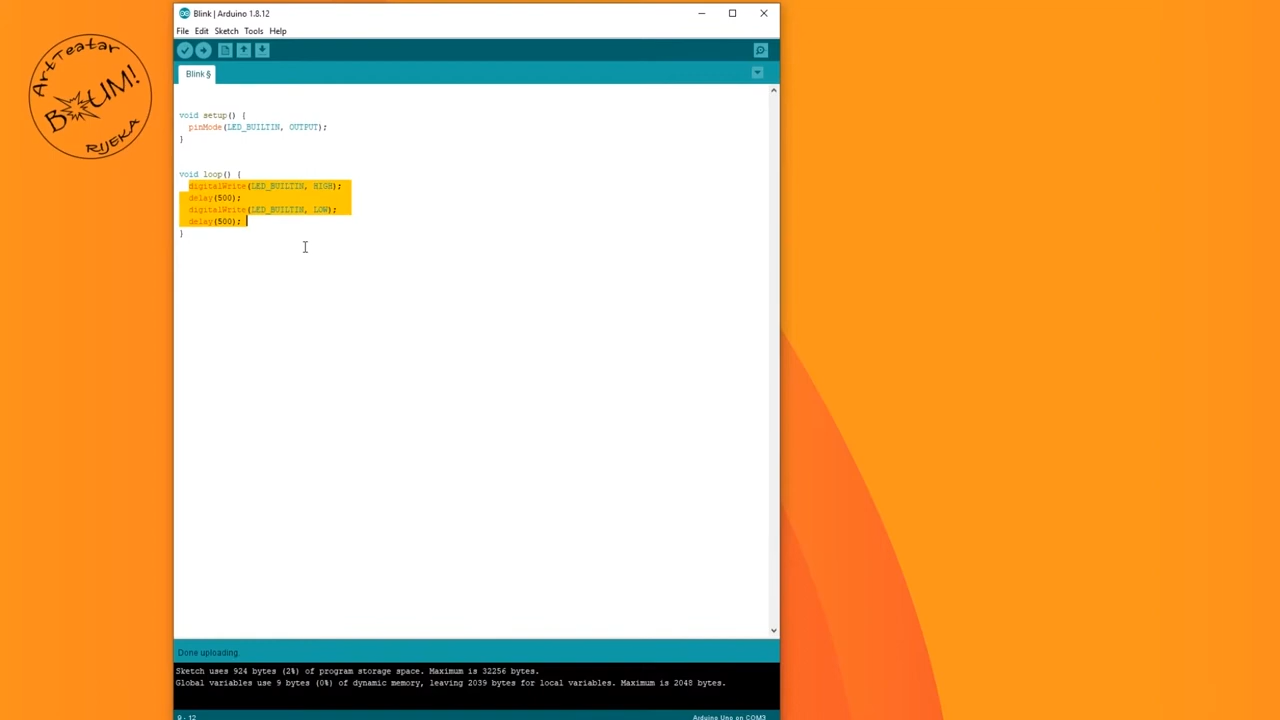 Blink | Arduino 1.8.12
File Edit Sketch Tools Help
Blink §
void setup() {
pinMode(LED_BUILTIN, OUTPUT);
}
void loop() {
digitalWrite(LED_BUILTIN, HIGH);
delay(500);
digitalWrite(LED_BUILTIN, LOW);
delay(500);
}
Done uploading.
Sketch uses 924 bytes (2%) of program storage space. Maximum is 32256 bytes.
Global variables use 9 bytes (0%) of dynamic memory, leaving 2039 bytes for local variables. Maximum is 2048 bytes.
9 - 12
Arduino Uno on COM3
ArtTeatar
BUM!
RIJEKA